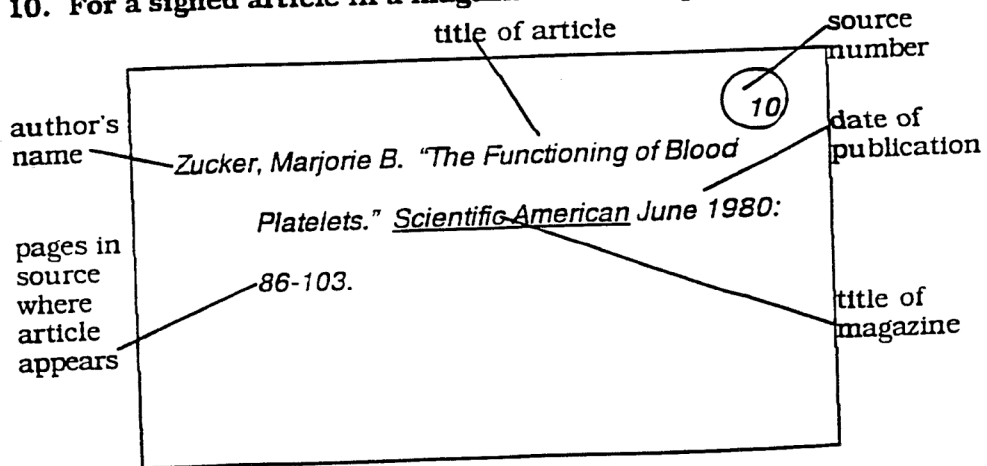 10. For a signed article in a
title of article
source
number
10
author's
name
Zucker, Marjorie B. "The Functioning of Blood
date of
publication
Platelets." Scientific American June 1980:
pages in
source
where
article
appears
86-103.
title of
magazine